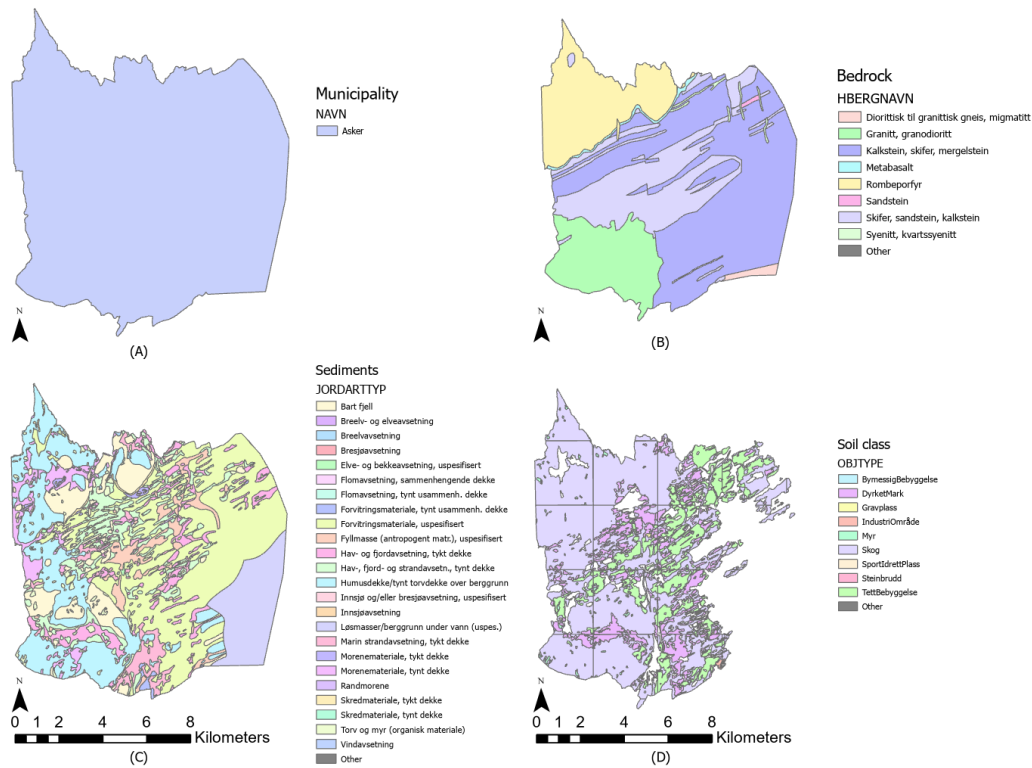 N
(A)
Municipality
NAVN
Asker
N
(B)
Bedrock
HBERGNAVN
Diorittisk til granittisk gneis, migmatitt
Granitt, granodioritt
Kalkstein, skifer, mergelstein
Metabasalt
Rombeporfyr
Sandstein
Skifer, sandstein, kalkstein
Syenitt, kvartssyenitt
Other
N
0 1 2 4 6 8
Kilometers
(C)
Sediments
JORDARTTYP
Bart fjell
Breelv- og elveavsetning
Breelvavsetning
Bresjøavsetning
Elve- og bekkeavsetning, uspesifisert
Flomavsetning, sammenhengende dekke
Flomavsetning, tynt usammenh. dekke
Forvitringsmateriale, tynt usammenh. dekke
Forvitringsmateriale, uspesifisert
Fyllmasse (antropogent matr.), uspesifisert
Hav- og fjordavsetning, tykt dekke
Hav-, fjord- og strandavsetn., tynt dekke
Humusdekke/tynt torvdekke over berggrunn
Innsjø og/eller bresjøavsetning, uspesifisert
Innsjøavsetning
Løsmasser/berggrunn under vann (uspes.)
Marin strandavsetning, tykt dekke
Morenemateriale, tykt dekke
Morenemateriale, tynt dekke
Randmorene
Skredmateriale, tykt dekke
Skredmateriale, tynt dekke
Torv og myr (organisk materiale)
Vindavsetning
Other
N
0 1 2 4 6 8
Kilometers
(D)
Soil class
OBJTYPE
BymessigBebyggelse
DyrketMark
Gravplass
IndustriOmråde
Myr
Skog
SportIdrettPlass
Steinbrudd
TettBebyggelse
Other